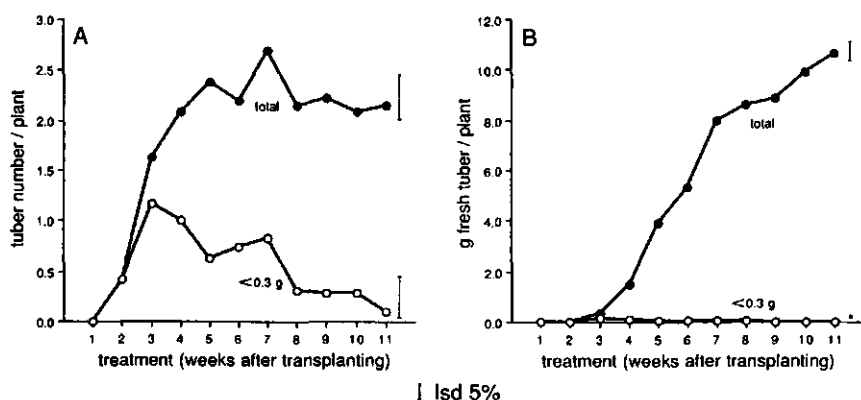 A
tuber number / plant
3.0
2.5
2.0
1.5
1.0
0.5
0.0
total
<0.3 g
1 2 3 4 5 6 7 8 9 10 11
treatment (weeks after transplanting)
B
g fresh tuber / plant
12.0
10.0
8.0
6.0
4.0
2.0
0.0
total
<0.3 g
1 2 3 4 5 6 7 8 9 10 11
treatment (weeks after transplanting)
lsd 5%